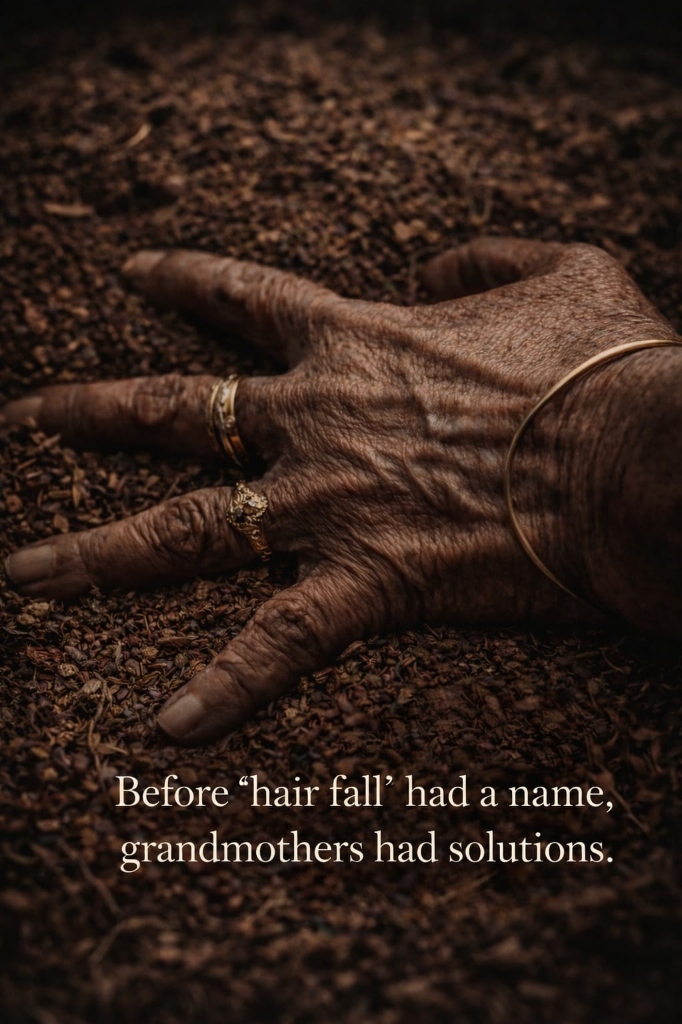 Before “hair fall’ had a name,
grandmothers had solutions.